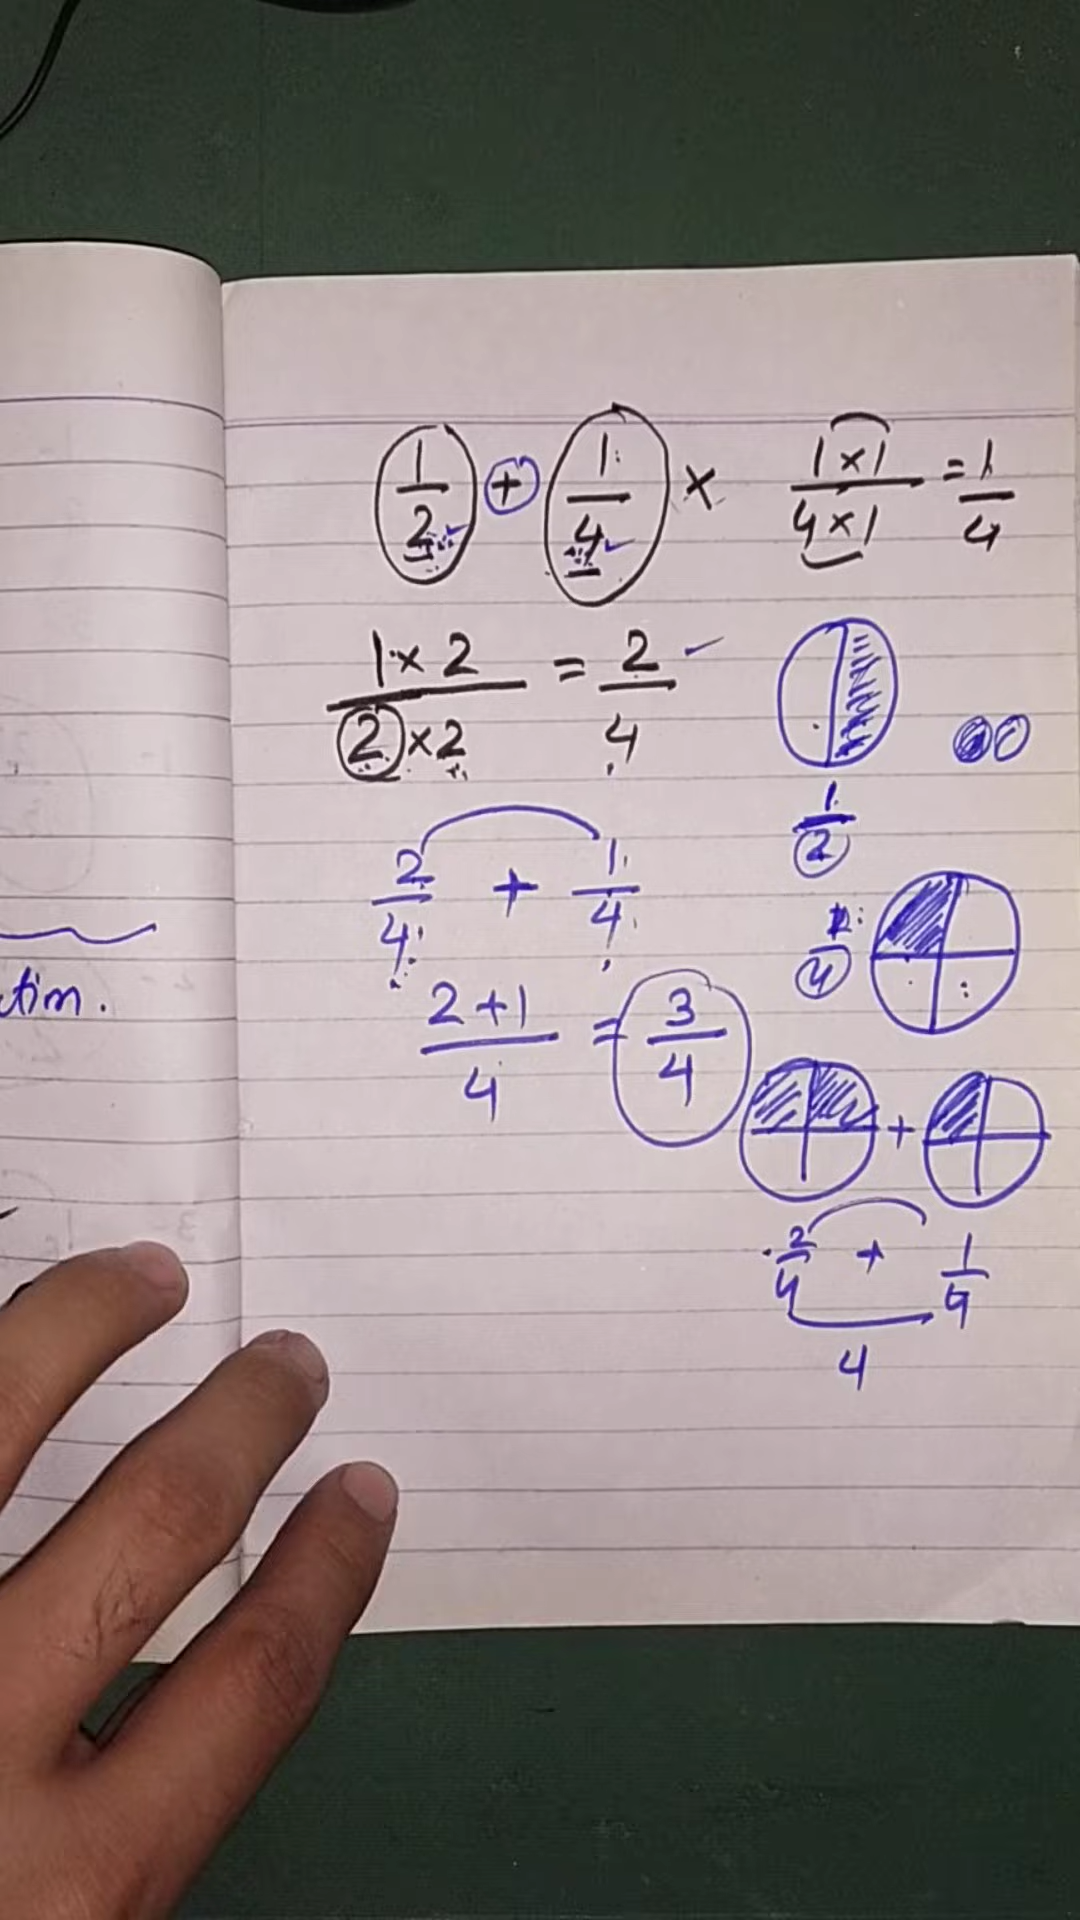 1/2 + 1/4 × 1×1/4×1 = 1/4
1×2/2×2 = 2/4
1/2
2/4 + 1/4
1/4
2+1/4 = 3/4
+
2/4 + 1/4
4
ction.